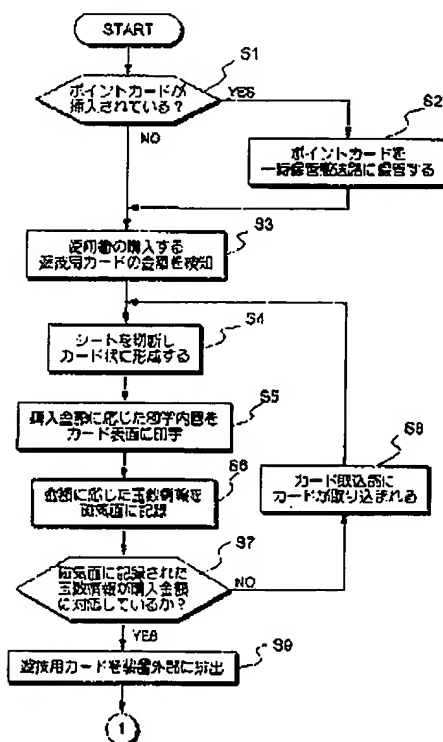 START
S1
ポイントカードが
挿入されている？
YES
NO
S2
ポイントカードを
一時保管搬送路に保管する
S3
使用者の購入する
遊技用カードの金額を検知
S4
シートを切断し
カード状に形成する
S5
購入金額に応じた印字内容を
カード表面に印字
S6
金額に応じた玉数情報を
磁気面に記録
S7
磁気面に記録された
玉数情報が購入金額
に対応しているか？
NO
YES
S8
カード取込部に
カードが取り込まれる
S9
遊技用カードを装置外部に排出
1